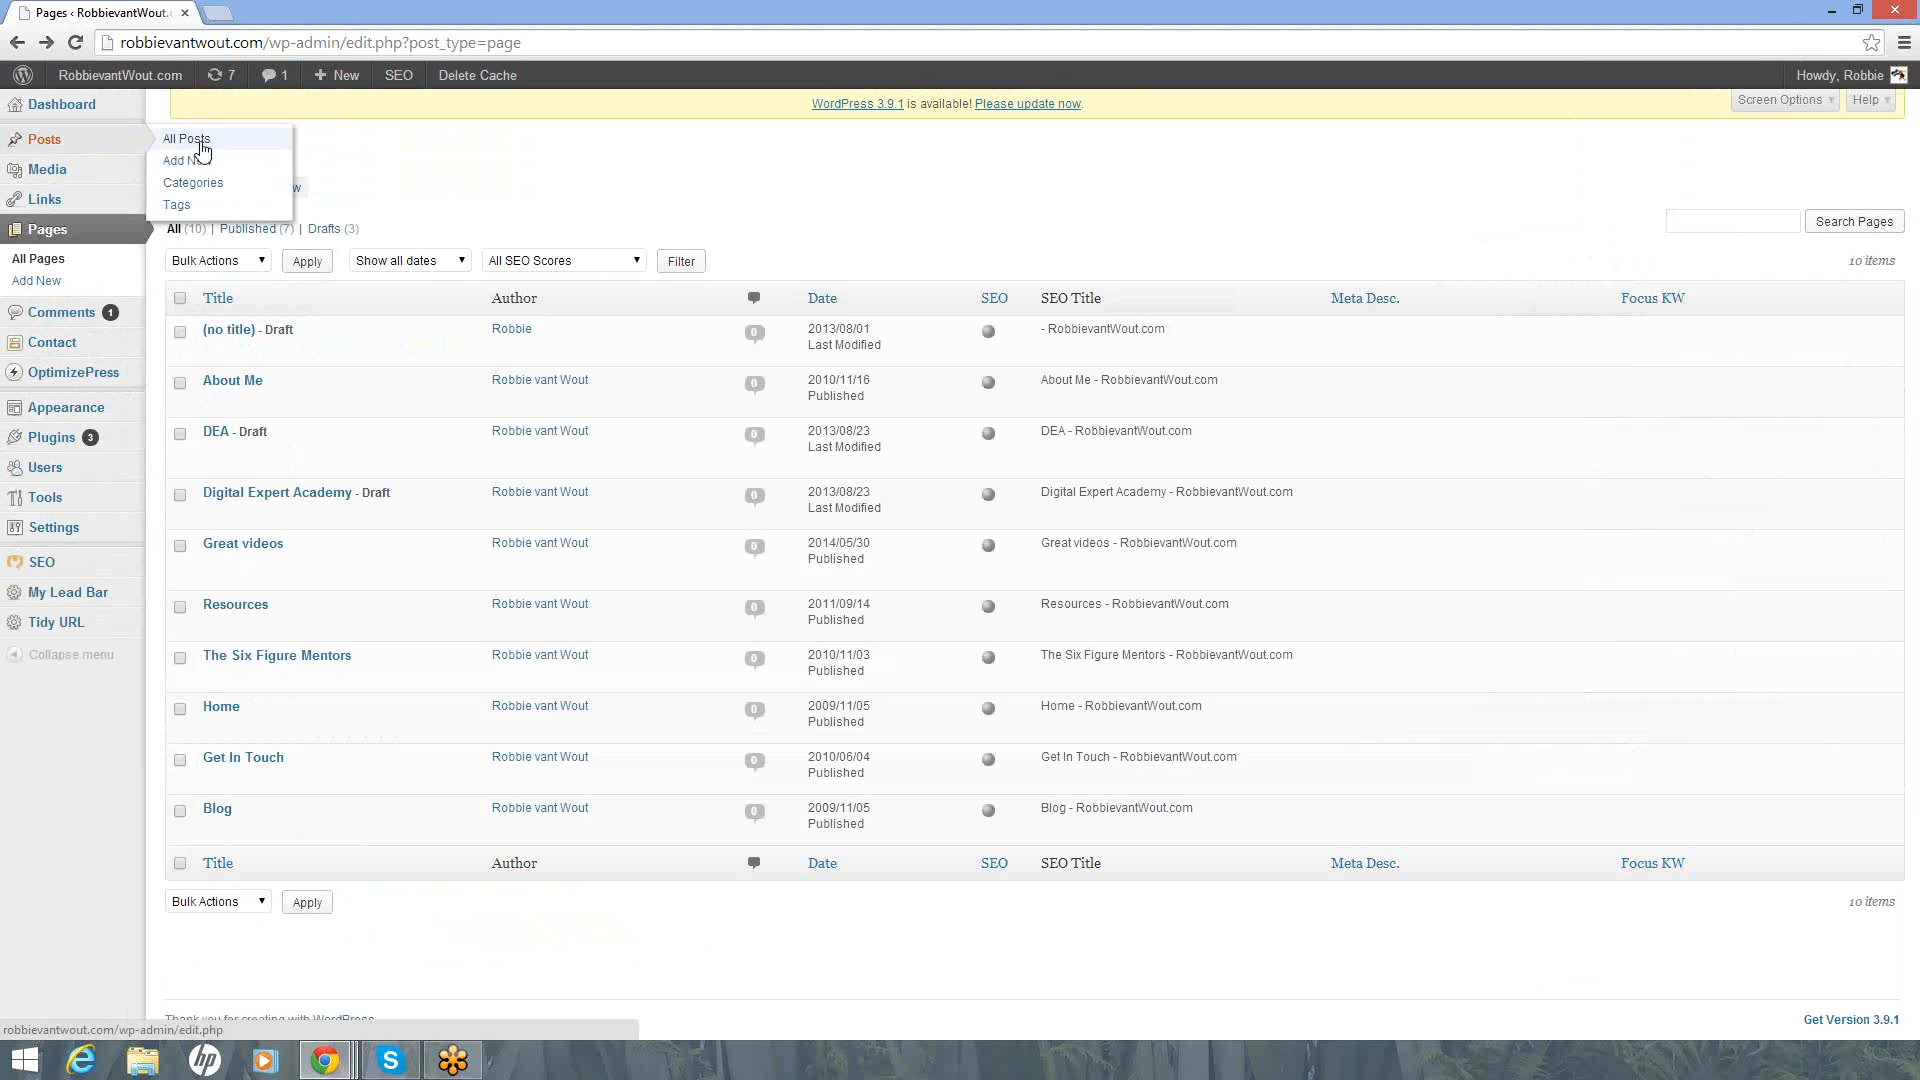 Pages ‹ RobbievantWout.c
robbievantwout.com/wp-admin/edit.php?post_type=page
RobbievantWout.com 7 1 + New SEO Delete Cache Howdy, Robbie
WordPress 3.9.1 is available! Please update now. Screen Options Help
Dashboard
Posts
All Posts
Add
Categories
Tags
Media
Links
Pages
All Pages
Add New
Comments 1
Contact
OptimizePress
Appearance
Plugins 3
Users
Tools
Settings
SEO
My Lead Bar
Tidy URL
Collapse menu
All (10) | Published (7) | Drafts (3) Search Pages
Bulk Actions Apply Show all dates All SEO Scores Filter 10 items
Title Author Date SEO SEO Title Meta Desc. Focus KW
(no title) - Draft Robbie 0 2013/08/01 - RobbievantWout.com
Last Modified
About Me Robbie vant Wout 0 2010/11/16 About Me - RobbievantWout.com
Published
DEA - Draft Robbie vant Wout 0 2013/08/23 DEA - RobbievantWout.com
Last Modified
Digital Expert Academy - Draft Robbie vant Wout 0 2013/08/23 Digital Expert Academy - RobbievantWout.com
Last Modified
Great videos Robbie vant Wout 0 2014/05/30 Great videos - RobbievantWout.com
Published
Resources Robbie vant Wout 0 2011/09/14 Resources - RobbievantWout.com
Published
The Six Figure Mentors Robbie vant Wout 0 2010/11/03 The Six Figure Mentors - RobbievantWout.com
Published
Home Robbie vant Wout 0 2009/11/05 Home - RobbievantWout.com
Published
Get In Touch Robbie vant Wout 0 2010/06/04 Get In Touch - RobbievantWout.com
Published
Blog Robbie vant Wout 0 2009/11/05 Blog - RobbievantWout.com
Published
Title Author Date SEO SEO Title Meta Desc. Focus KW
Bulk Actions Apply 10 items
Thank you for creating with WordPress
Get Version 3.9.1
robbievantwout.com/wp-admin/edit.php